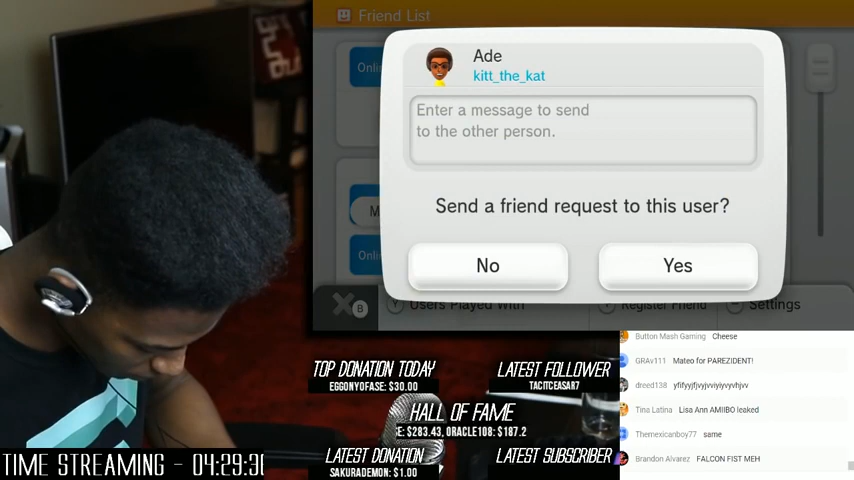 Friend List
Onli
Ade
kitt_the_kat
Enter a message to send
to the other person.
M
Send a friend request to this user?
Onli
No
Yes
X B
Y Users Played With
Register Friend
Settings
Button Mash Gaming Cheese
GRAv111 Mateo for PAREZIDENT!
dreed138 yfifyyjfjvyjvviyiyvyvhjvv
Tina Latina Lisa Ann AMIIBO leaked
Themexicanboy77 same
Brandon Alvarez FALCON FIST MEH
TOP DONATION TODAY
EGGONYOFASE: $30.00
LATEST FOLLOWER
TACITCEASAR7
HALL OF FAME
E: $283.43, ORACLE108: $187.2
LATEST DONATION
SAKURADEMON: $1.00
LATEST SUBSCRIBER
TIME STREAMING - 04:29:30